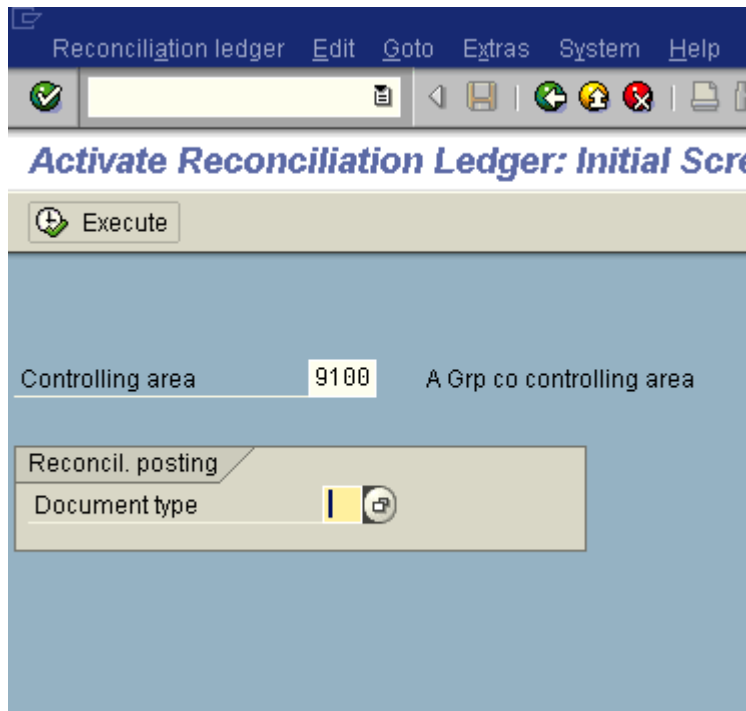 Reconciliation ledger Edit Goto Extras System Help
Activate Reconciliation Ledger: Initial
Execute
Controlling area 9100 A Grp co controlling area
Reconcil. posting
Document type